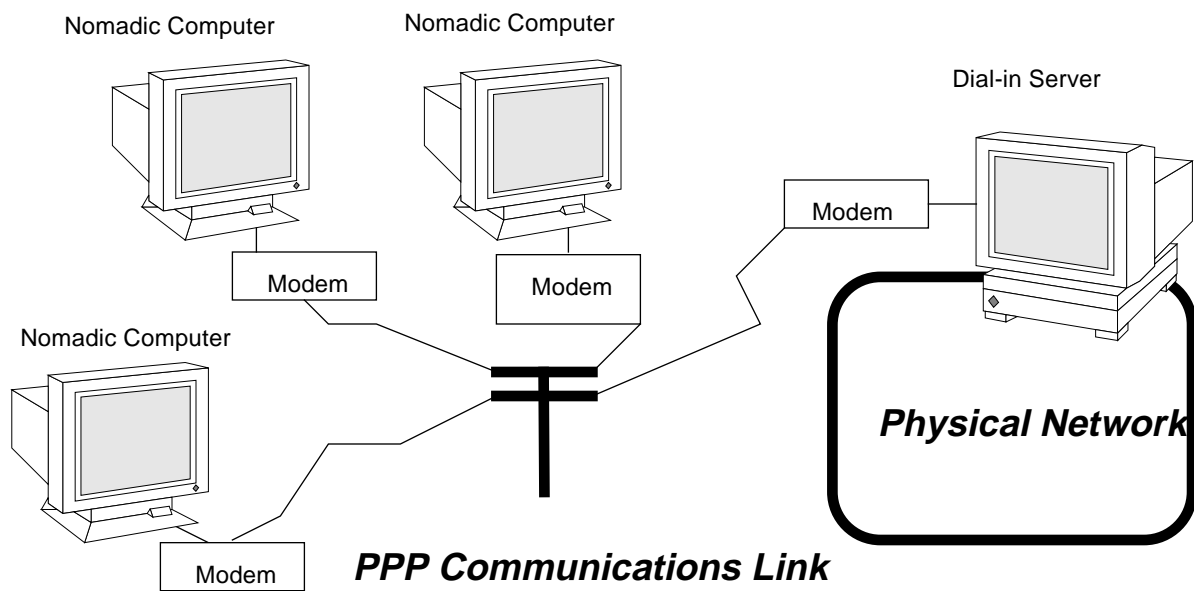 Nomadic Computer
Nomadic Computer
Dial-in Server
Modem
Modem
Modem
Nomadic Computer
Physical Network
Modem
PPP Communications Link